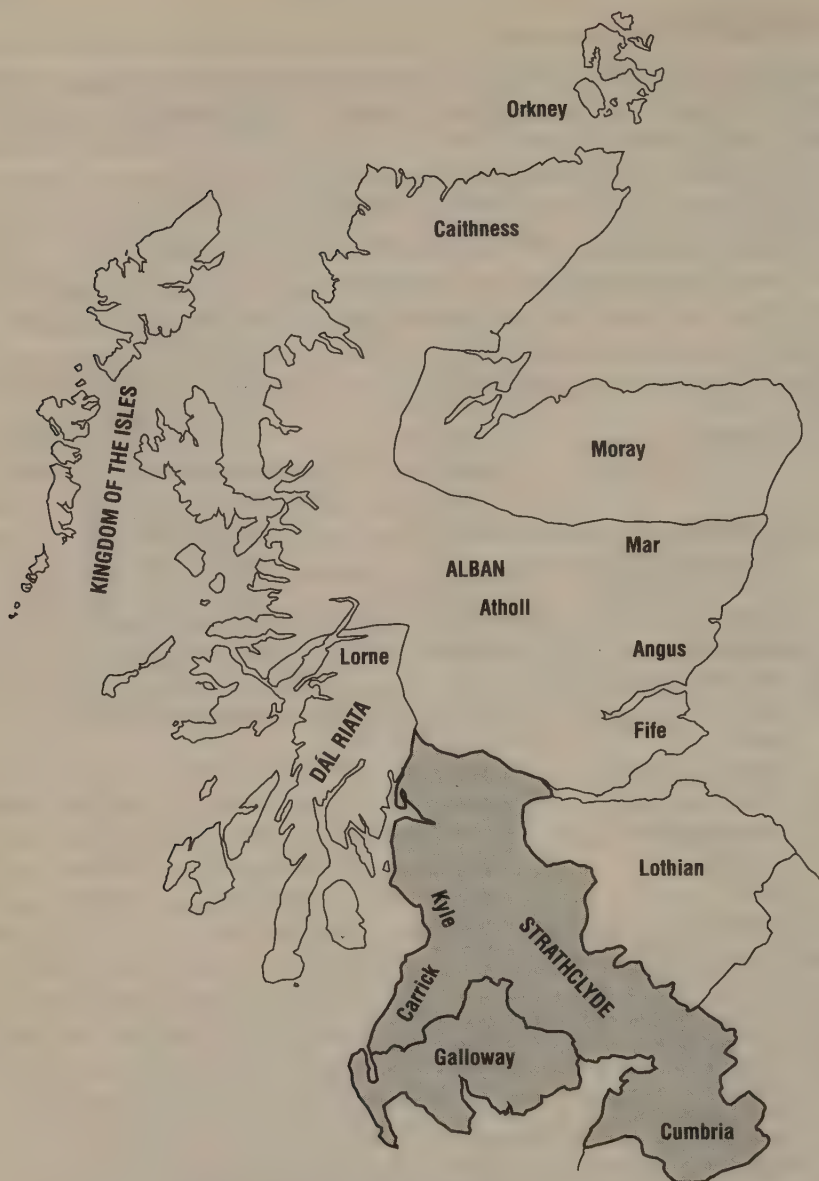 Orkney
Caithness
KINGDOM OF THE ISLES
Moray
Mar
ALBAN
Atholl
Angus
Lorne
Fife
DÁL RIATA
Lothian
Kyle
STRATHCLYDE
Carrick
Galloway
Cumbria